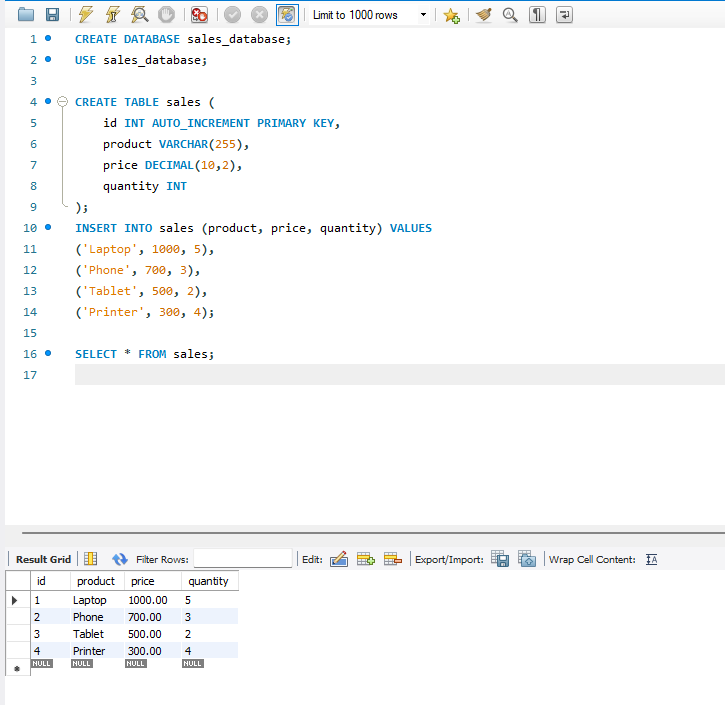 Limit to 1000 rows
1 CREATE DATABASE sales_database;
2 USE sales_database;
3
4 CREATE TABLE sales (
5 id INT AUTO_INCREMENT PRIMARY KEY,
6 product VARCHAR(255),
7 price DECIMAL(10,2),
8 quantity INT
9 );
10 INSERT INTO sales (product, price, quantity) VALUES
11 ('Laptop', 1000, 5),
12 ('Phone', 700, 3),
13 ('Tablet', 500, 2),
14 ('Printer', 300, 4);
15
16 SELECT * FROM sales;
17
Result Grid Filter Rows: Edit: Export/Import: Wrap Cell Content:
id product price quantity
1 Laptop 1000.00 5
2 Phone 700.00 3
3 Tablet 500.00 2
4 Printer 300.00 4
NULL NULL NULL NULL